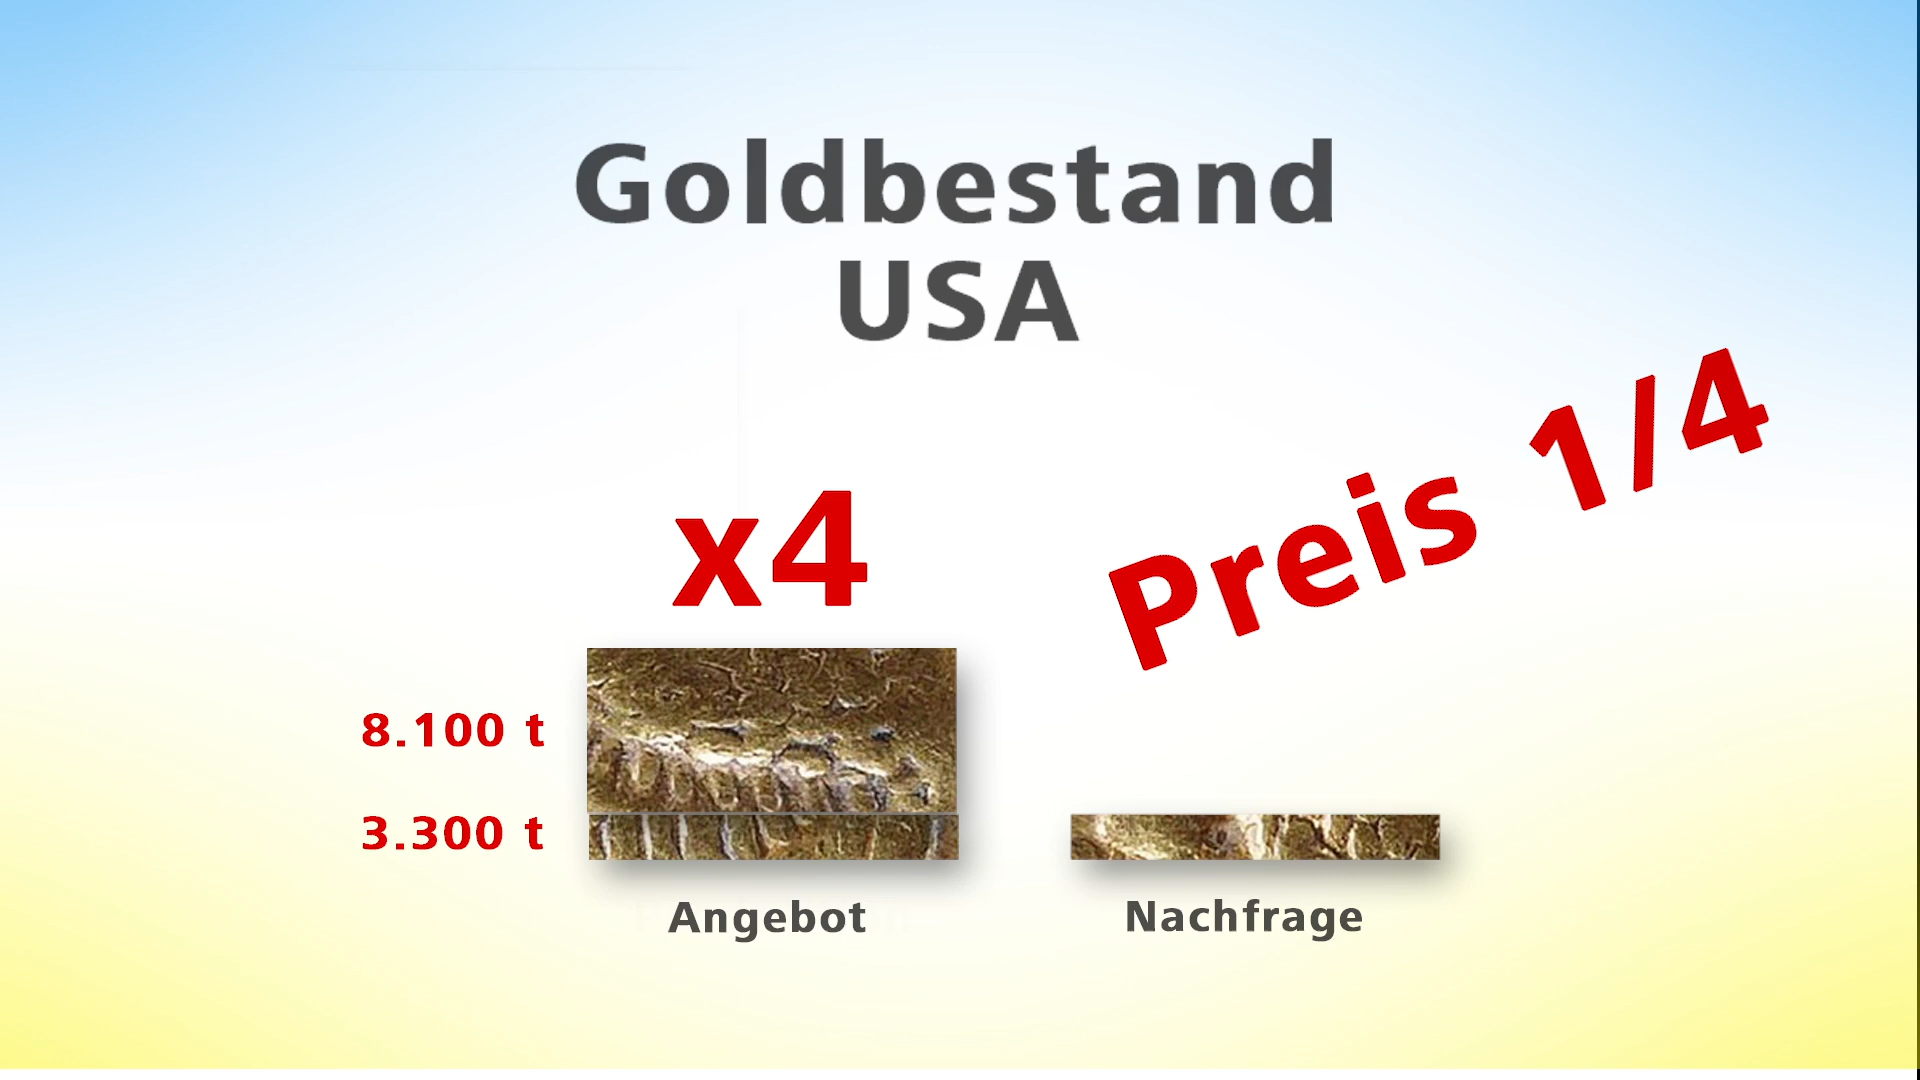 Goldbestand
USA
Preis 1/4
x4
8.100 t
3.300 t
Angebot
Nachfrage